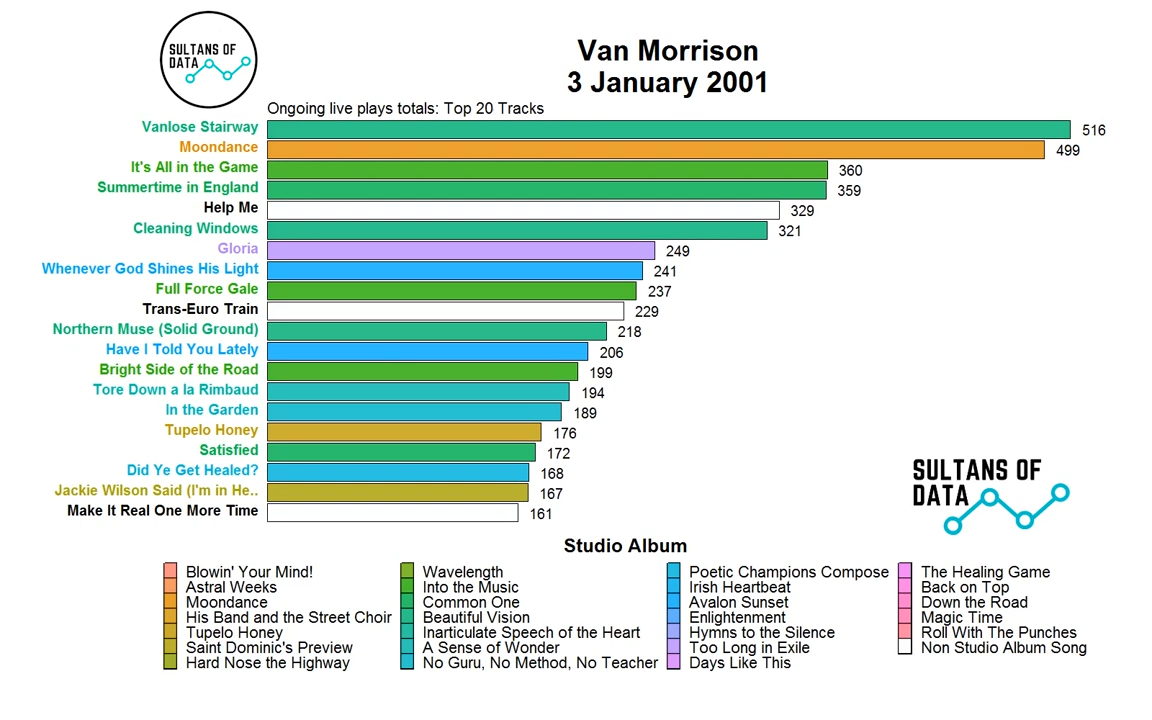 SULTANS OF
DATA
Van Morrison
3 January 2001
Ongoing live plays totals: Top 20 Tracks
Vanlose Stairway 516
Moondance 499
It's All in the Game 360
Summertime in England 359
Help Me 329
Cleaning Windows 321
Gloria 249
Whenever God Shines His Light 241
Full Force Gale 237
Trans-Euro Train 229
Northern Muse (Solid Ground) 218
Have I Told You Lately 206
Bright Side of the Road 199
Tore Down a la Rimbaud 194
In the Garden 189
Tupelo Honey 176
Satisfied 172
Did Ye Get Healed? 168
Jackie Wilson Said (I'm in He.. 167
Make It Real One More Time 161
SULTANS OF
DATA
Studio Album
Blowin' Your Mind!
Astral Weeks
Moondance
His Band and the Street Choir
Tupelo Honey
Saint Dominic's Preview
Hard Nose the Highway
Wavelength
Into the Music
Common One
Beautiful Vision
Inarticulate Speech of the Heart
A Sense of Wonder
No Guru, No Method, No Teacher
Poetic Champions Compose
Irish Heartbeat
Avalon Sunset
Enlightenment
Hymns to the Silence
Too Long in Exile
Days Like This
The Healing Game
Back on Top
Down the Road
Magic Time
Roll With The Punches
Non Studio Album Song